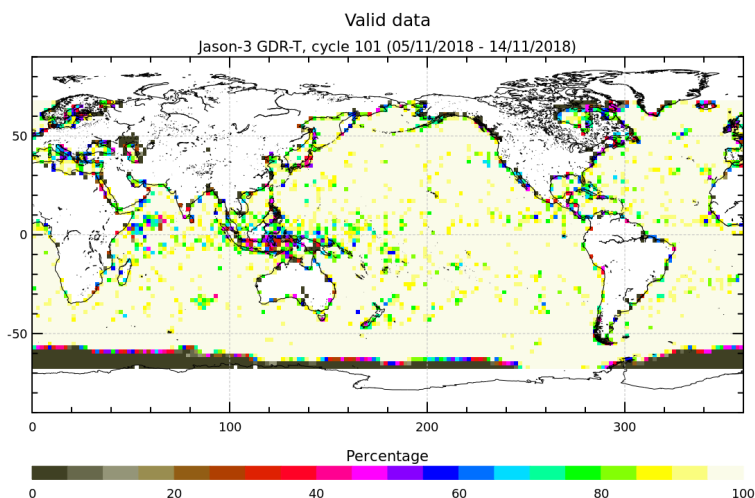 Valid data
Jason-3 GDR-T, cycle 101 (05/11/2018 - 14/11/2018)
50
0
-50
0 100 200 300
Percentage
0 20 40 60 80 100